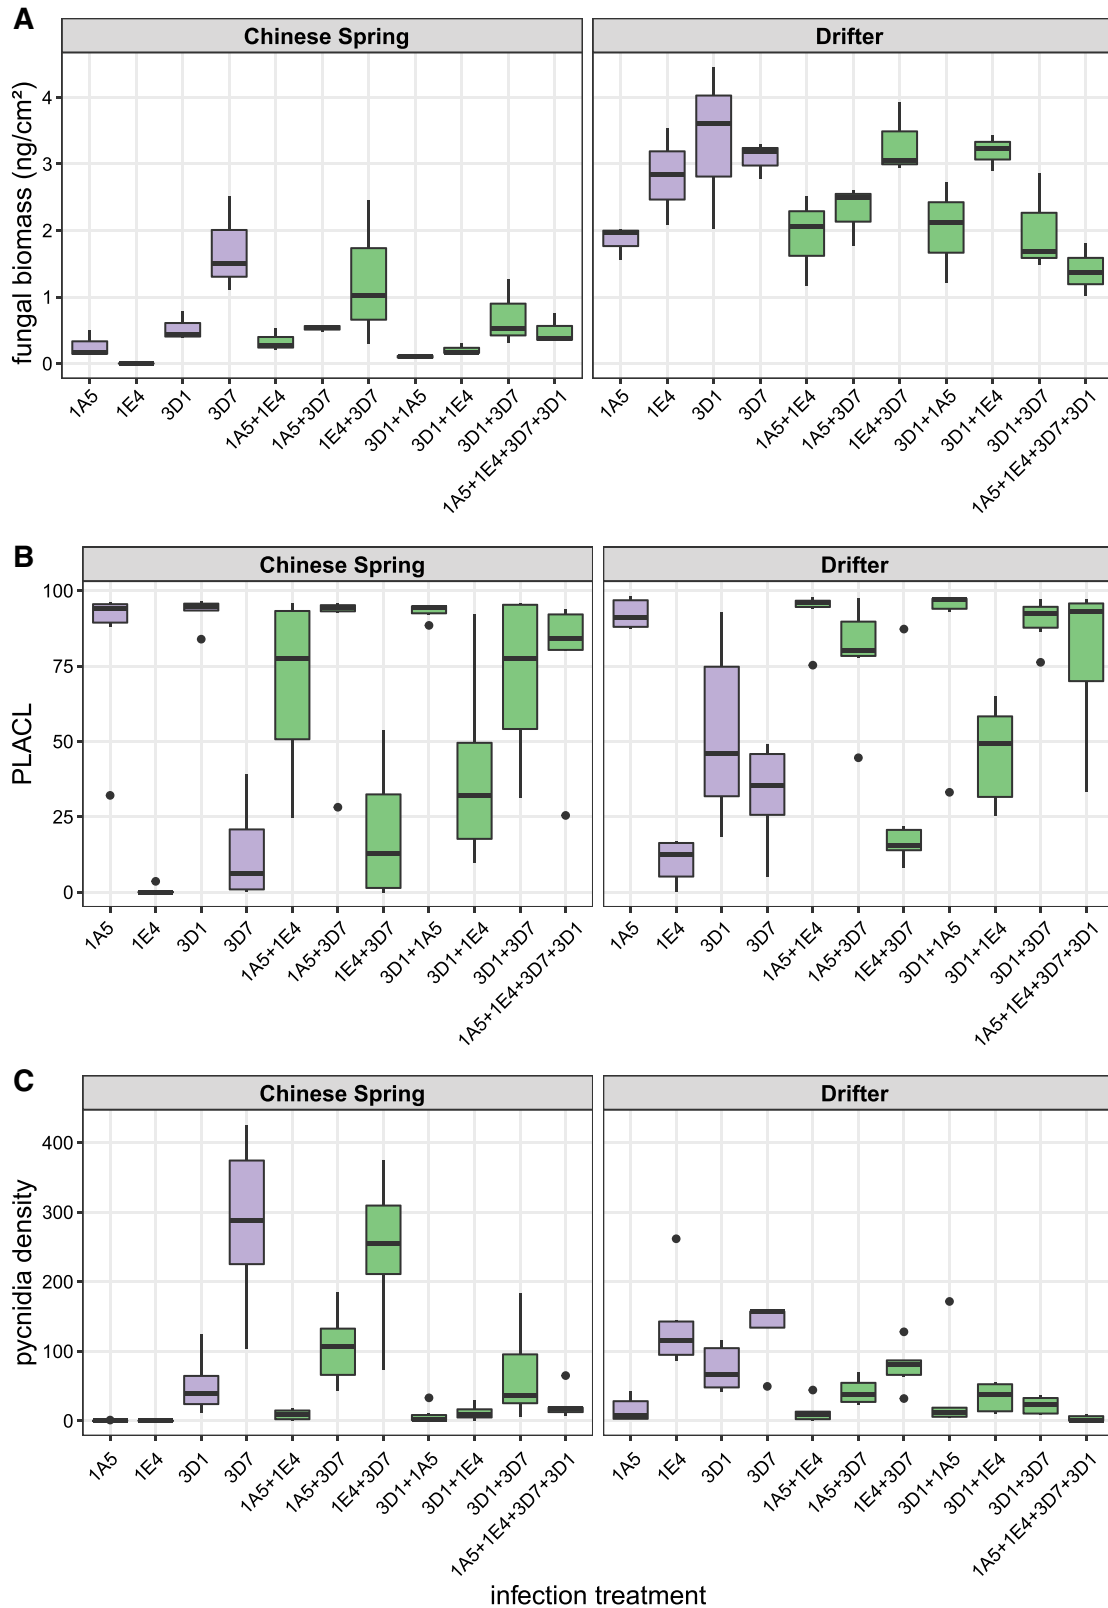 A
Chinese Spring
Drifter
fungal biomass (ng/cm²)
4
3
2
1
0
1A5
1E4
3D1
3D7
1A5+1E4
1A5+3D7
1E4+3D7
3D1+1A5
3D1+1E4
3D1+3D7
1A5+1E4+3D7+3D1
1A5
1E4
3D1
3D7
1A5+1E4
1A5+3D7
1E4+3D7
3D1+1A5
3D1+1E4
3D1+3D7
1A5+1E4+3D7+3D1
B
Chinese Spring
Drifter
PLACL
100
75
50
25
0
1A5
1E4
3D1
3D7
1A5+1E4
1A5+3D7
1E4+3D7
3D1+1A5
3D1+1E4
3D1+3D7
1A5+1E4+3D7+3D1
1A5
1E4
3D1
3D7
1A5+1E4
1A5+3D7
1E4+3D7
3D1+1A5
3D1+1E4
3D1+3D7
1A5+1E4+3D7+3D1
C
Chinese Spring
Drifter
pycnidia density
400
300
200
100
0
1A5
1E4
3D1
3D7
1A5+1E4
1A5+3D7
1E4+3D7
3D1+1A5
3D1+1E4
3D1+3D7
1A5+1E4+3D7+3D1
1A5
1E4
3D1
3D7
1A5+1E4
1A5+3D7
1E4+3D7
3D1+1A5
3D1+1E4
3D1+3D7
1A5+1E4+3D7+3D1
infection treatment